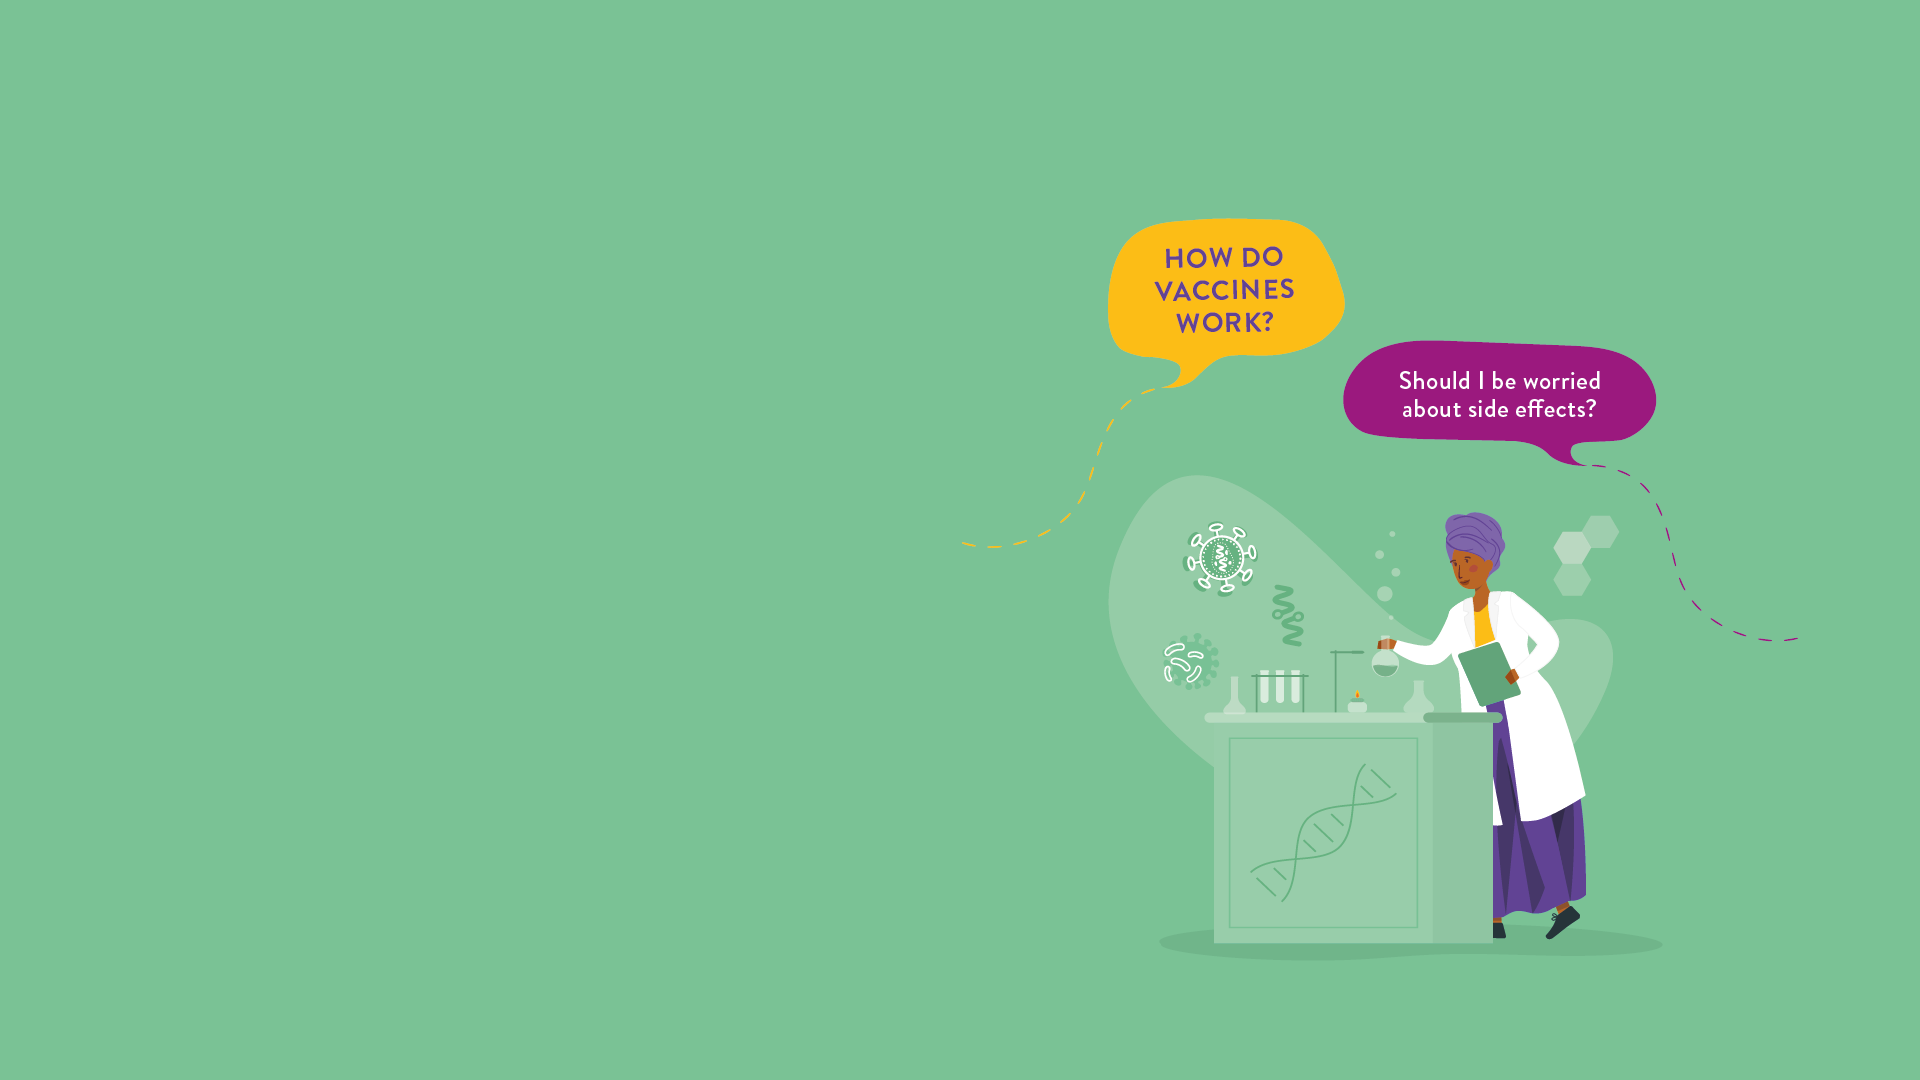 HOW DO
VACCINES
WORK?
Should I be worried
about side effects?